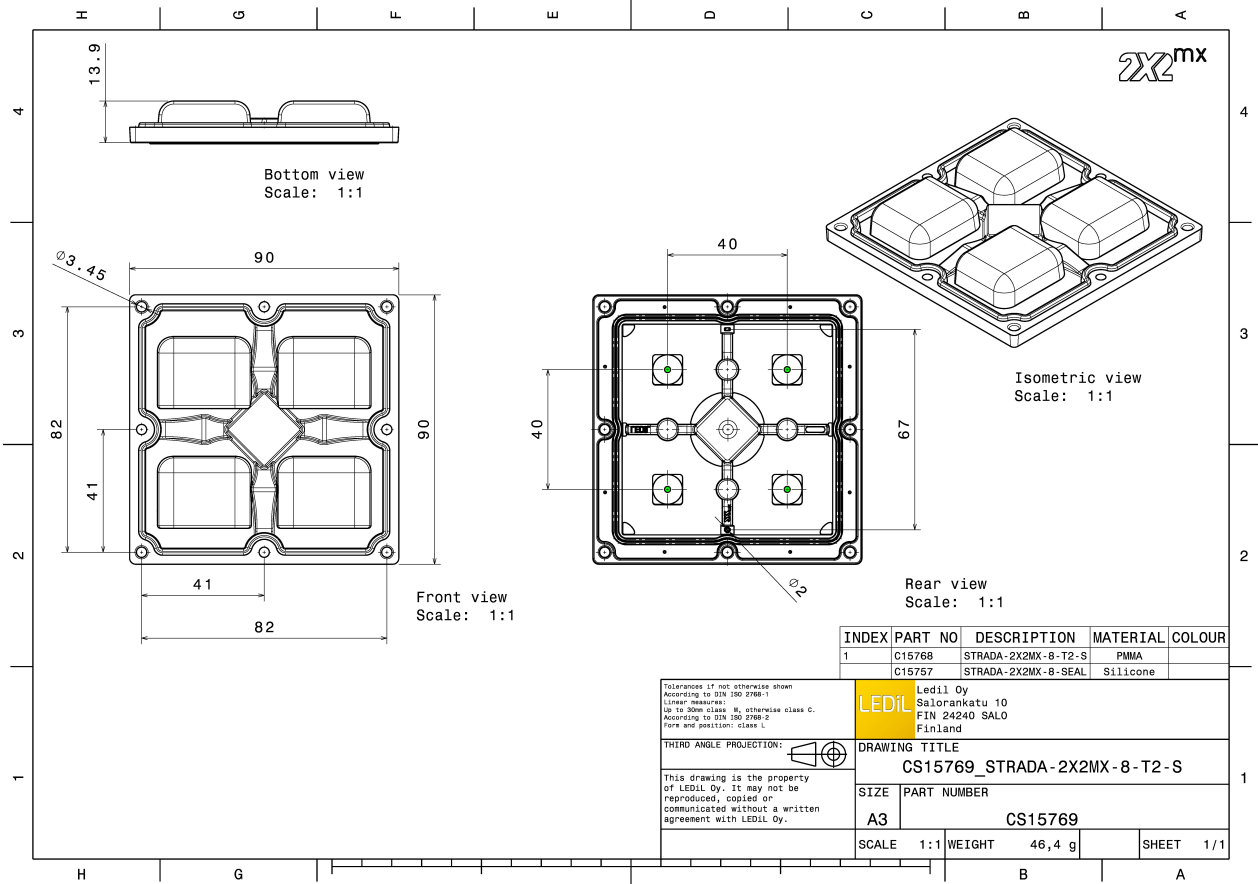 H G F E D C B A
2X2mx
13.9
4 4
Bottom view
Scale: 1:1
Ø3.45
90
40
3 3
Isometric view
Scale: 1:1
82
41
90
40
67
2 2
41
82
Ø2
Front view
Scale: 1:1
Rear view
Scale: 1:1
INDEX PART NO DESCRIPTION MATERIAL COLOUR
1 C15768 STRADA-2X2MX-8-T2-S PMMA
C15757 STRADA-2X2MX-8-SEAL Silicone
Tolerances if not otherwise shown
According to DIN ISO 2768-1
Linear measures:
Up to 30mm class M, otherwise class C.
According to DIN ISO 2768-2
Form and position: class L
LEDiL
Ledil Oy
Salorankatu 10
FIN 24240 SALO
Finland
THIRD ANGLE PROJECTION:
DRAWING TITLE
CS15769_STRADA-2X2MX-8-T2-S
1 1
This drawing is the property
of LEDiL Oy. It may not be
reproduced, copied or
communicated without a written
agreement with LEDiL Oy.
SIZE PART NUMBER
A3 CS15769
SCALE 1:1 WEIGHT 46,4 g SHEET 1/1
H G B A